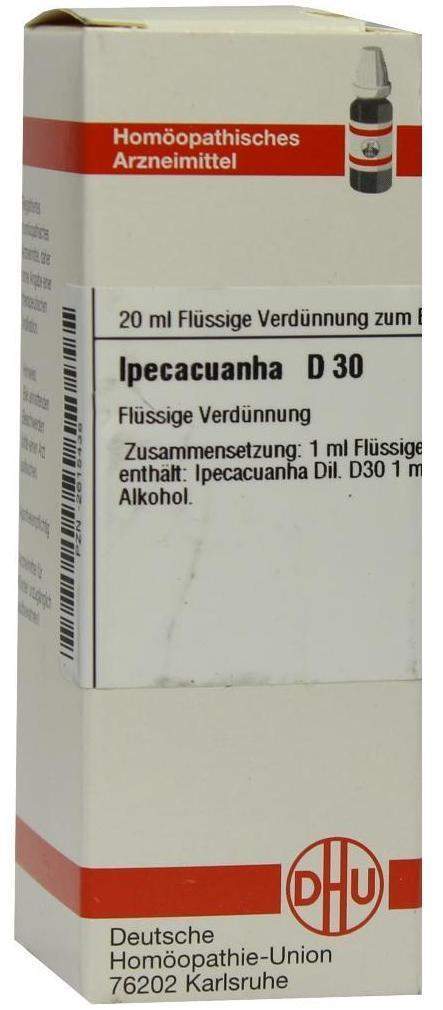 Homöopathisches
Arzneimittel
20 ml Flüssige Verdünnung zum
Ipecacuanha D 30
Flüssige Verdünnung
Zusammensetzung: 1 ml Flüssige
enthält: Ipecacuanha Dil. D30 1 m
Alkohol.
DHU
Deutsche
Homöopathie-Union
76202 Karlsruhe